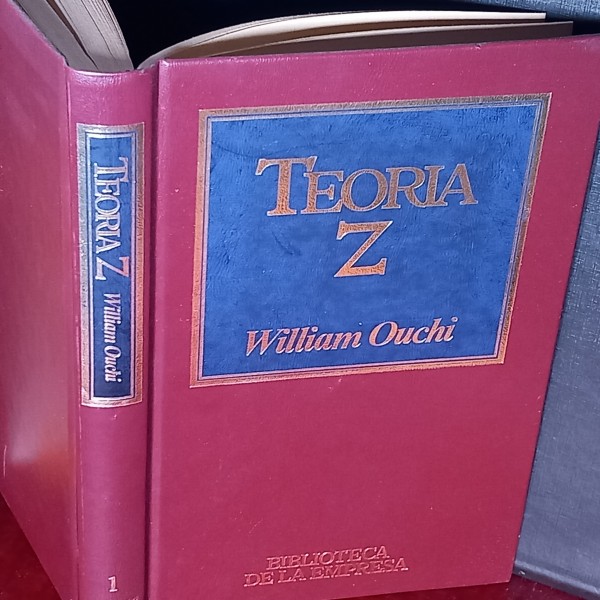 TEORIA
Z
William Ouchi
BIBLIOTECA
DE LA EMPRESA
TEORIA Z William Ouchi
1